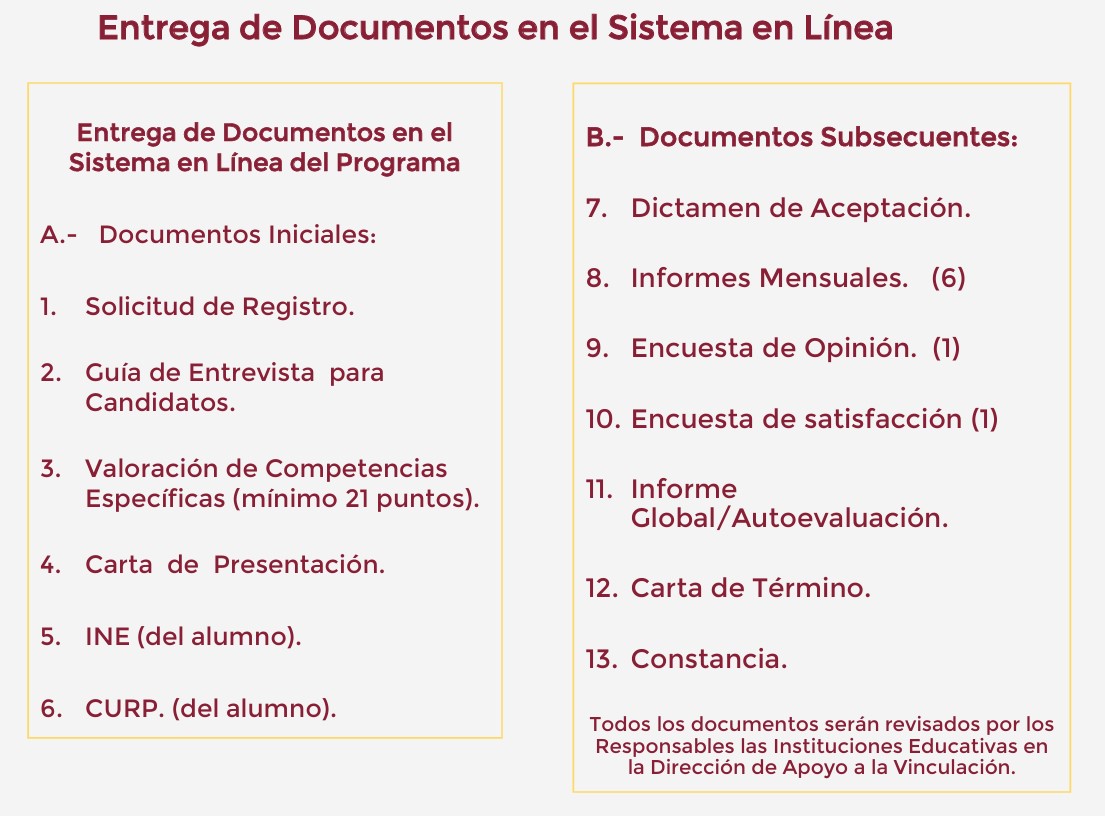 Entrega de Documentos en el Sistema en Línea
Entrega de Documentos en el
Sistema en Línea del Programa
A.- Documentos Iniciales:
1. Solicitud de Registro.
2. Guía de Entrevista para
Candidatos.
3. Valoración de Competencias
Específicas (mínimo 21 puntos).
4. Carta de Presentación.
5. INE (del alumno).
6. CURP. (del alumno).
B.- Documentos Subsecuentes:
7. Dictamen de Aceptación.
8. Informes Mensuales. (6)
9. Encuesta de Opinión. (1)
10. Encuesta de satisfacción (1)
11. Informe
Global/Autoevaluación.
12. Carta de Término.
13. Constancia.
Todos los documentos serán revisados por los
Responsables las Instituciones Educativas en
la Dirección de Apoyo a la Vinculación.